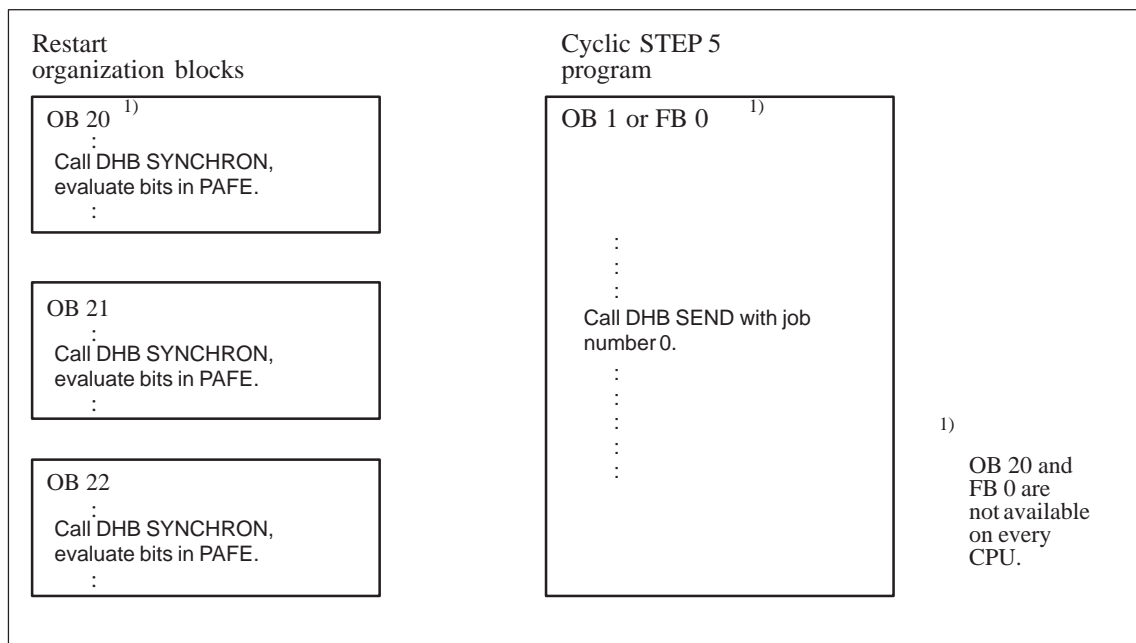 Restart
organization blocks
OB 20 1)
:
Call DHB SYNCHRON,
evaluate bits in PAFE.
:
OB 21
:
Call DHB SYNCHRON,
evaluate bits in PAFE.
:
OB 22
:
Call DHB SYNCHRON,
evaluate bits in PAFE.
:
Cyclic STEP 5
program
OB 1 or FB 0 1)
:
:
:
Call DHB SEND with job
number 0.
:
:
:
:
:
1)
OB 20 and
FB 0 are
not available
on every
CPU.